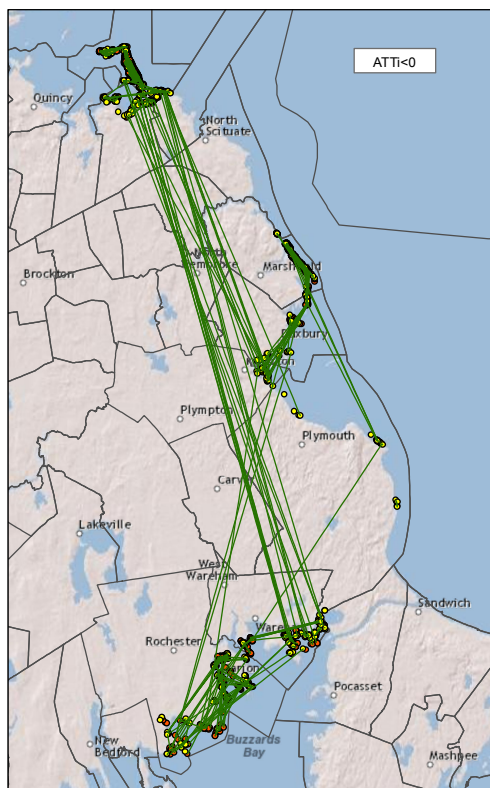 ATTi<0
Quincy
North
Scituate
Brockton
Marshfield
Duxbury
Plympton
Plymouth
Carver
Lakeville
West
Wareham
Sandwich
Rochester
Pocasset
New
Bedford
Buzzards
Bay
Mashpee